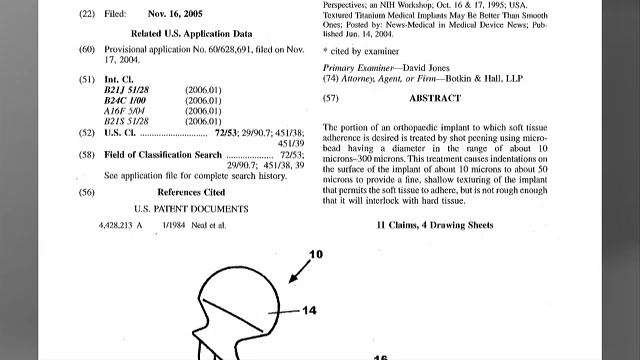 (22) Filed: Nov. 16, 2005
Related U.S. Application Data
(60) Provisional application No. 60/628,691, filed on Nov.
17, 2004.
(51) Int. Cl.
B21J 51/28 (2006.01)
B24C 1/00 (2006.01)
A16F 5/04 (2006.01)
B21S 51/28 (2006.01)
(52) U.S. Cl. .............................. 72/53; 29/90.7; 451/38;
451/39
(58) Field of Classification Search .................... 72/53;
29/90.7; 451/38, 39
See application file for complete search history.
(56) References Cited
U.S. PATENT DOCUMENTS
4,428,213 A 1/1984 Neal et al.
Perspectives; an NIH Workshop; Oct. 16 & 17, 1995; USA.
Textured Titanium Medical Implants May Be Better Than Smooth
Ones; Posted by: News-Medical in Medical Device News; Pub-
lished Jun. 14, 2004.
* cited by examiner
Primary Examiner—David Jones
(74) Attorney, Agent, or Firm—Botkin & Hall, LLP
(57) ABSTRACT
The portion of an orthopaedic implant to which soft tissue
adherence is desired is treated by shot peening using micro-
bead having a diameter in the range of about 10
microns-300 microns. This treatment causes indentations on
the surface of the implant of about 10 microns to about 50
microns to provide a fine, shallow texturing of the implant
that permits the soft tissue to adhere, but is not rough enough
that it will interlock with hard tissue.
11 Claims, 4 Drawing Sheets
10
14
16